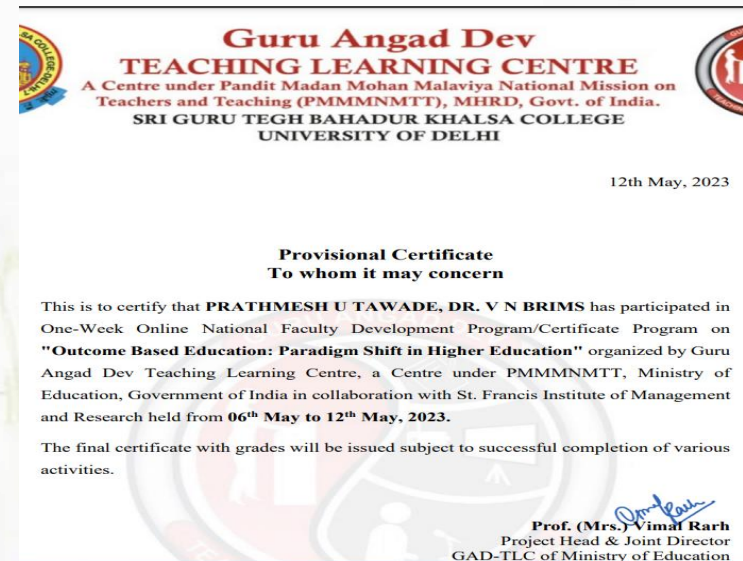 Guru Angad Dev
TEACHING LEARNING CENTRE
A Centre under Pandit Madan Mohan Malaviya National Mission on
Teachers and Teaching (PMMMNMTT), MHRD, Govt. of India.
SRI GURU TEGH BAHADUR KHALSA COLLEGE
UNIVERSITY OF DELHI
12th May, 2023
Provisional Certificate
To whom it may concern
This is to certify that PRATHMESH U TAWADE, DR. V N BRIMS has participated in
One-Week Online National Faculty Development Program/Certificate Program on
"Outcome Based Education: Paradigm Shift in Higher Education" organized by Guru
Angad Dev Teaching Learning Centre, a Centre under PMMMNMTT, Ministry of
Education, Government of India in collaboration with St. Francis Institute of Management
and Research held from 06th May to 12th May, 2023.
The final certificate with grades will be issued subject to successful completion of various
activities.
Prof. (Mrs.) Vimal Rarh
Project Head & Joint Director
GAD-TLC of Ministry of Education